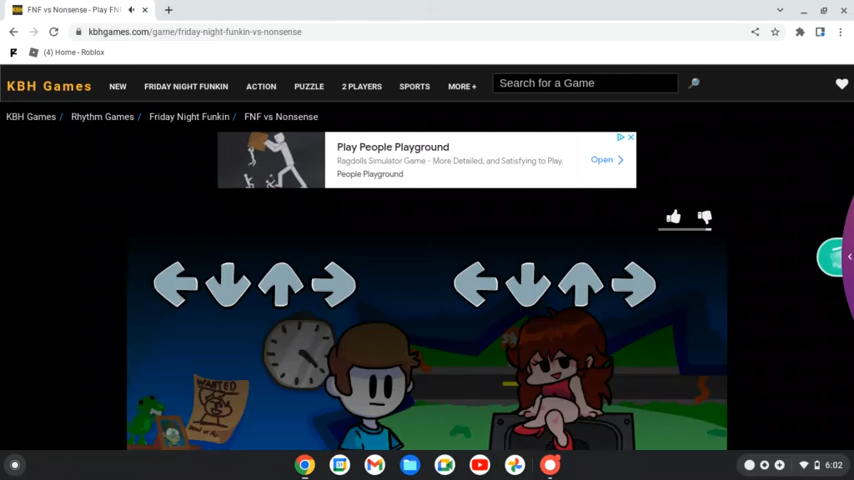 FNF vs Nonsense - Play FNF
kbhgames.com/game/friday-night-funkin-vs-nonsense
(4) Home - Roblox
KBH Games
NEW
FRIDAY NIGHT FUNKIN
ACTION
PUZZLE
2 PLAYERS
SPORTS
MORE +
Search for a Game
KBH Games / Rhythm Games / Friday Night Funkin / FNF vs Nonsense
Play People Playground
Ragdolls Simulator Game - More Detailed, and Satisfying to Play.
People Playground
Open
WANTED
6:02